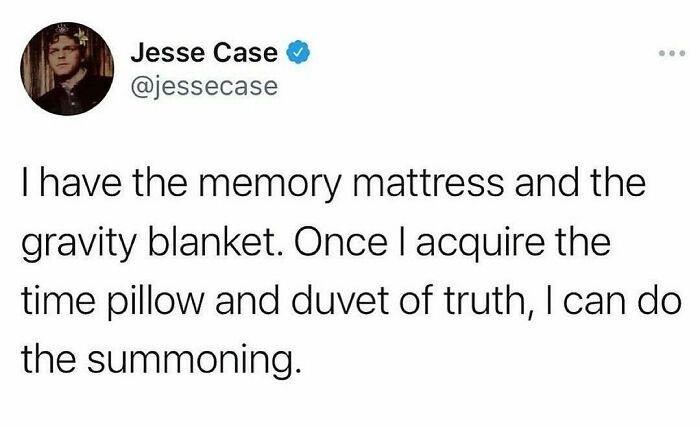 Jesse Case
@jessecase
I have the memory mattress and the
gravity blanket. Once I acquire the
time pillow and duvet of truth, I can do
the summoning.